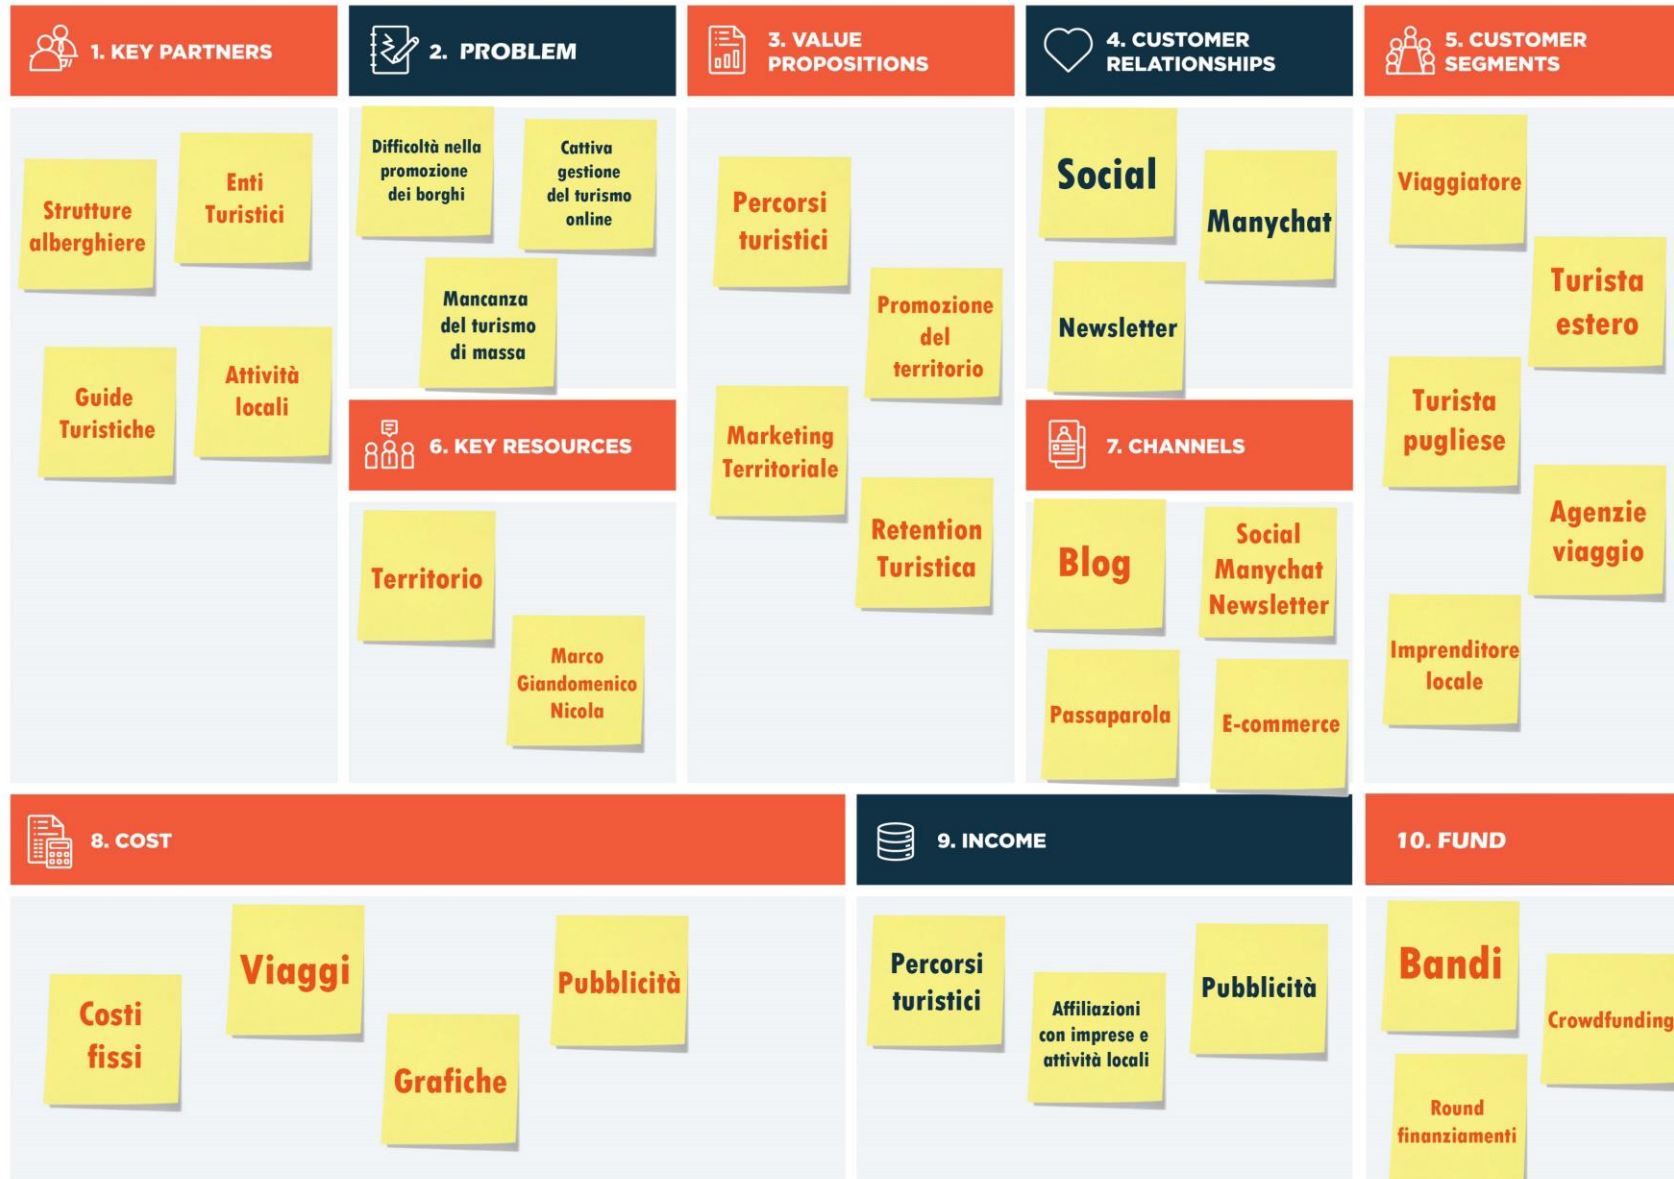 1. KEY PARTNERS
Strutture
alberghiere
Enti
Turistici
Guide
Turistiche
Attività
locali
2. PROBLEM
Difficoltà nella
promozione
dei borghi
Cattiva
gestione
del turismo
online
Mancanza
del turismo
di massa
6. KEY RESOURCES
Territorio
Marco
Giandomenico
Nicola
3. VALUE
PROPOSITIONS
Percorsi
turistici
Promozione
del
territorio
Marketing
Territoriale
Retention
Turistica
4. CUSTOMER
RELATIONSHIPS
Social
Manychat
Newsletter
7. CHANNELS
Blog
Social
Manychat
Newsletter
Passaparola
E-commerce
5. CUSTOMER
SEGMENTS
Viaggiatore
Turista
estero
Turista
pugliese
Agenzie
viaggio
Imprenditore
locale
8. COST
Costi
fissi
Viaggi
Grafiche
Pubblicità
9. INCOME
Percorsi
turistici
Affiliazioni
con imprese e
attività locali
Pubblicità
10. FUND
Bandi
Crowdfunding
Round
finanziamenti